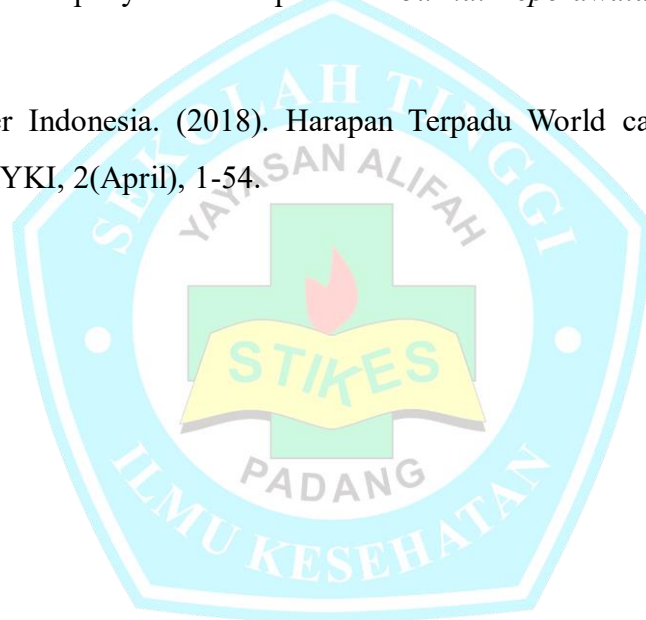 er Indonesia. (2018). Harapan Terpadu World ca
YKI, 2(April), 1-54.
SEKOLAH TINGGI
YAYASAN ALIFAH
STIKES
PADANG
ILMU KESEHATAN